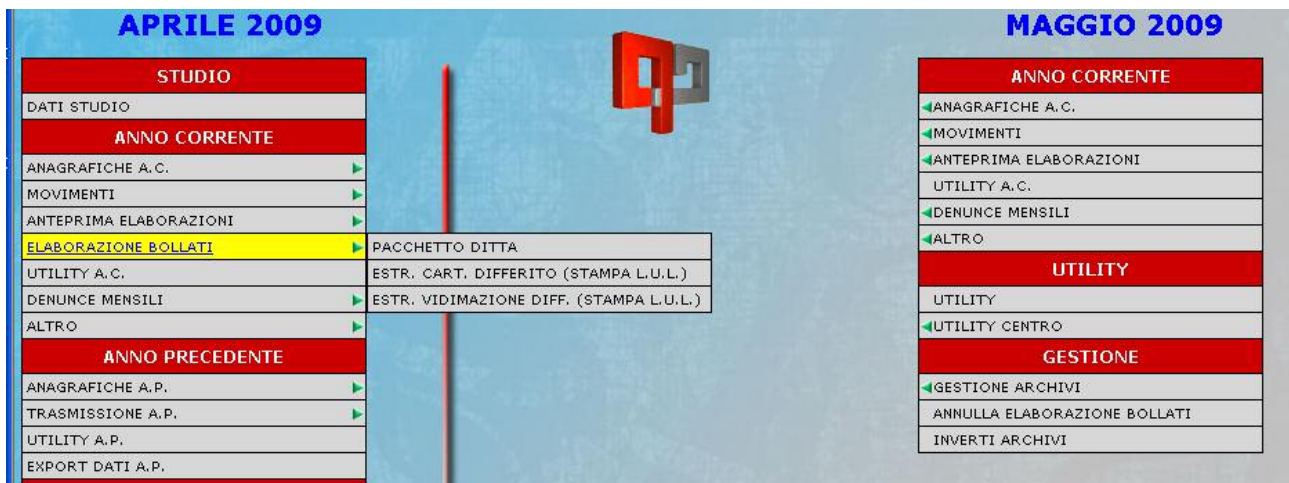 APRILE 2009
STUDIO
DATI STUDIO
ANNO CORRENTE
ANAGRAFICHE A.C.
MOVIMENTI
ANTEPRIMA ELABORAZIONI
ELABORAZIONE BOLLATI
UTILITY A.C.
DENUNCE MENSILI
ALTRO
ANNO PRECEDENTE
ANAGRAFICHE A.P.
TRASMISSIONE A.P.
UTILITY A.P.
EXPORT DATI A.P.
PACCHETTO DITTA
ESTR. CART. DIFFERITO (STAMPA L.U.L.)
ESTR. VIDIMAZIONE DIFF. (STAMPA L.U.L.)
MAGGIO 2009
ANNO CORRENTE
ANAGRAFICHE A.C.
MOVIMENTI
ANTEPRIMA ELABORAZIONI
UTILITY A.C.
DENUNCE MENSILI
ALTRO
UTILITY
UTILITY
UTILITY CENTRO
GESTIONE
GESTIONE ARCHIVI
ANNULLA ELABORAZIONE BOLLATI
INVERTI ARCHIVI